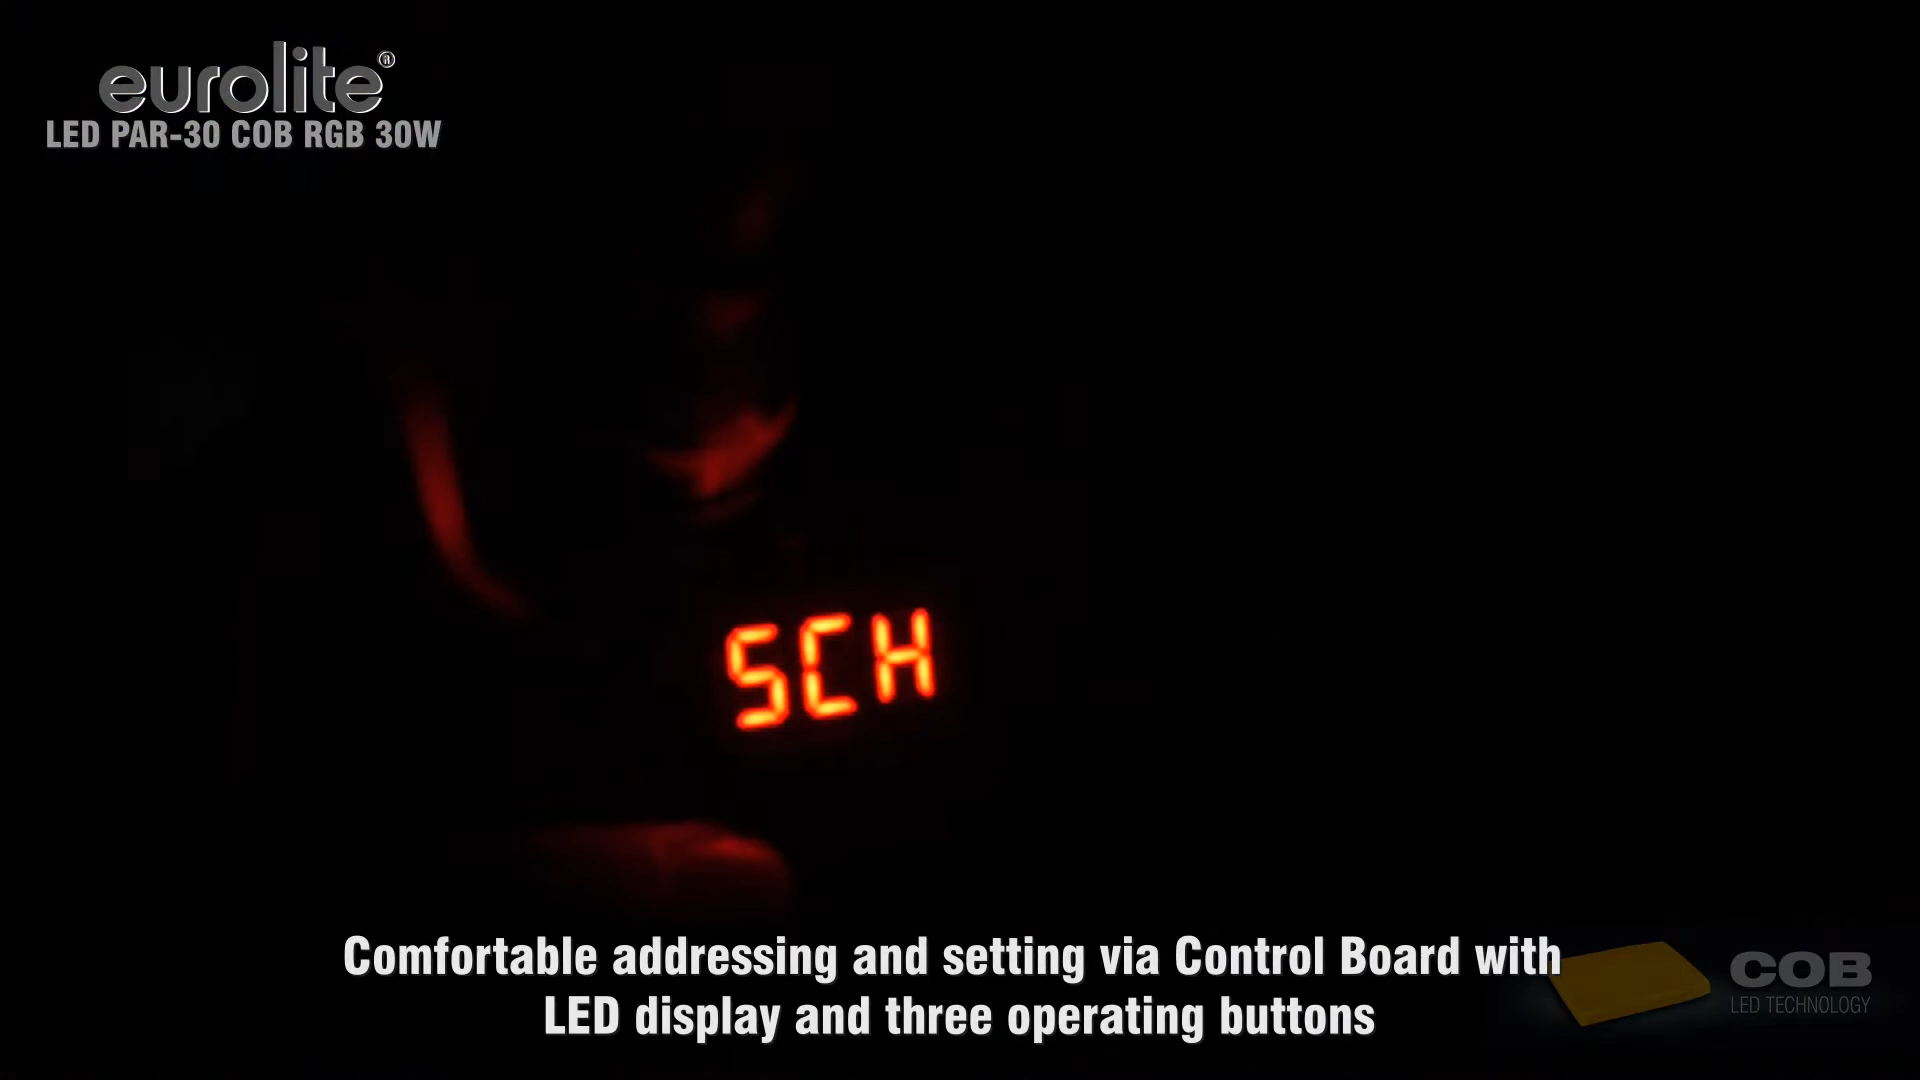 eurolite®
LED PAR-30 COB RGB 30W
SCH
Comfortable addressing and setting via Control Board with
LED display and three operating buttons
COB
LED TECHNOLOGY